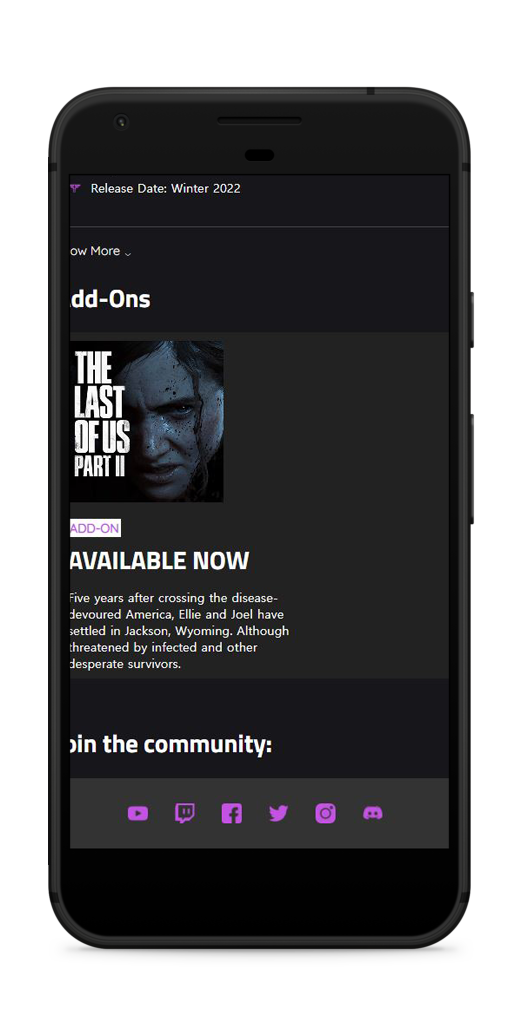 Release Date: Winter 2022
ow More
dd-Ons
THE
LAST
OF US
PART II
ADD-ON
AVAILABLE NOW
Five years after crossing the disease-
devoured America, Ellie and Joel have
settled in Jackson, Wyoming. Although
threatened by infected and other
desperate survivors.
oin the community: